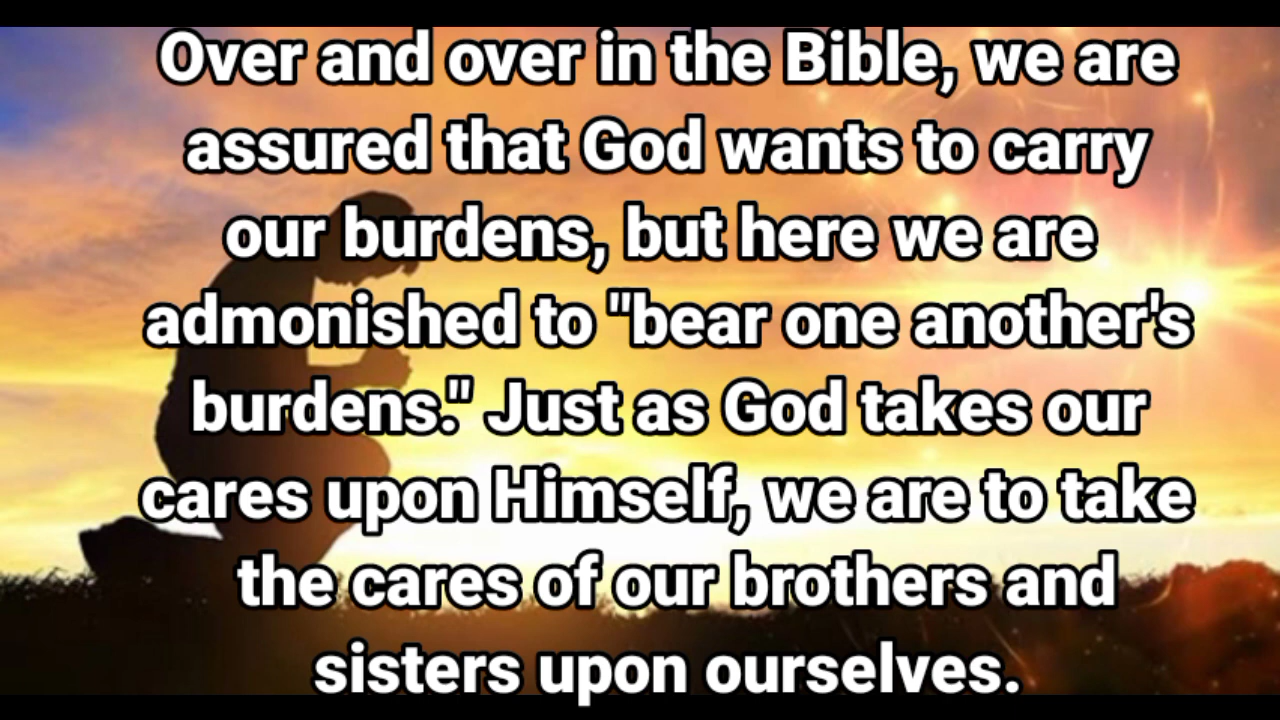 Over and over in the Bible, we are
assured that God wants to carry
our burdens, but here we are
admonished to "bear one another's
burdens." Just as God takes our
cares upon Himself, we are to take
the cares of our brothers and
sisters upon ourselves.